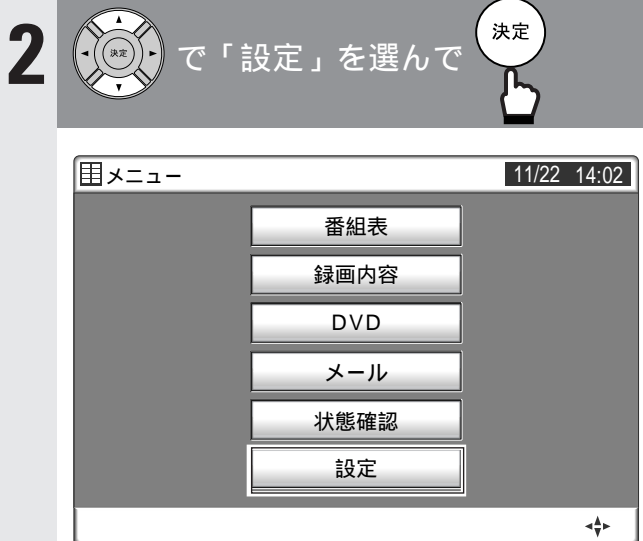 2
決定
で「設定」を選んで
決定
メニュー
11/22 14:02
番組表
録画内容
DVD
メール
状態確認
設定